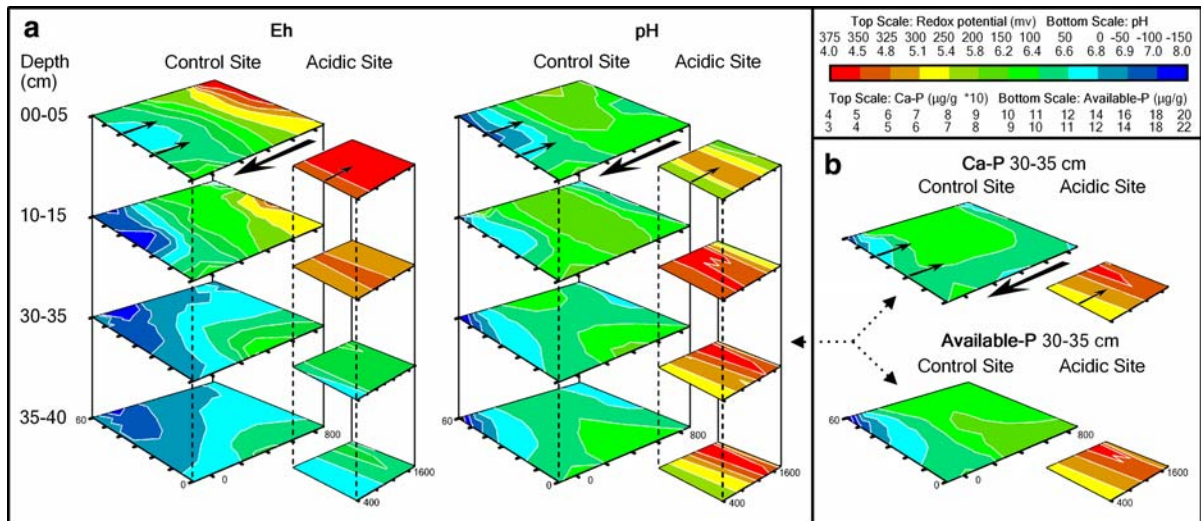 a
Eh
pH
Depth
(cm)
Control Site
Acidic Site
Control Site
Acidic Site
00-05
10-15
30-35
35-40
60
0
0
800
400
1600
60
0
0
800
400
1600
Top Scale: Redox potential (mv) Bottom Scale: pH
375 350 325 300 250 200 150 100 50 0 -50 -100 -150
4.0 4.5 4.8 5.1 5.4 5.8 6.2 6.4 6.6 6.8 6.9 7.0 8.0
Top Scale: Ca-P (µg/g *10) Bottom Scale: Available-P (µg/g)
4 5 6 7 8 9 10 11 12 14 16 18 20
3 4 5 6 7 8 9 10 11 12 14 18 22
b
Ca-P 30-35 cm
Control Site
Acidic Site
Available-P 30-35 cm
Control Site
Acidic Site
60
0
0
800
400
1600